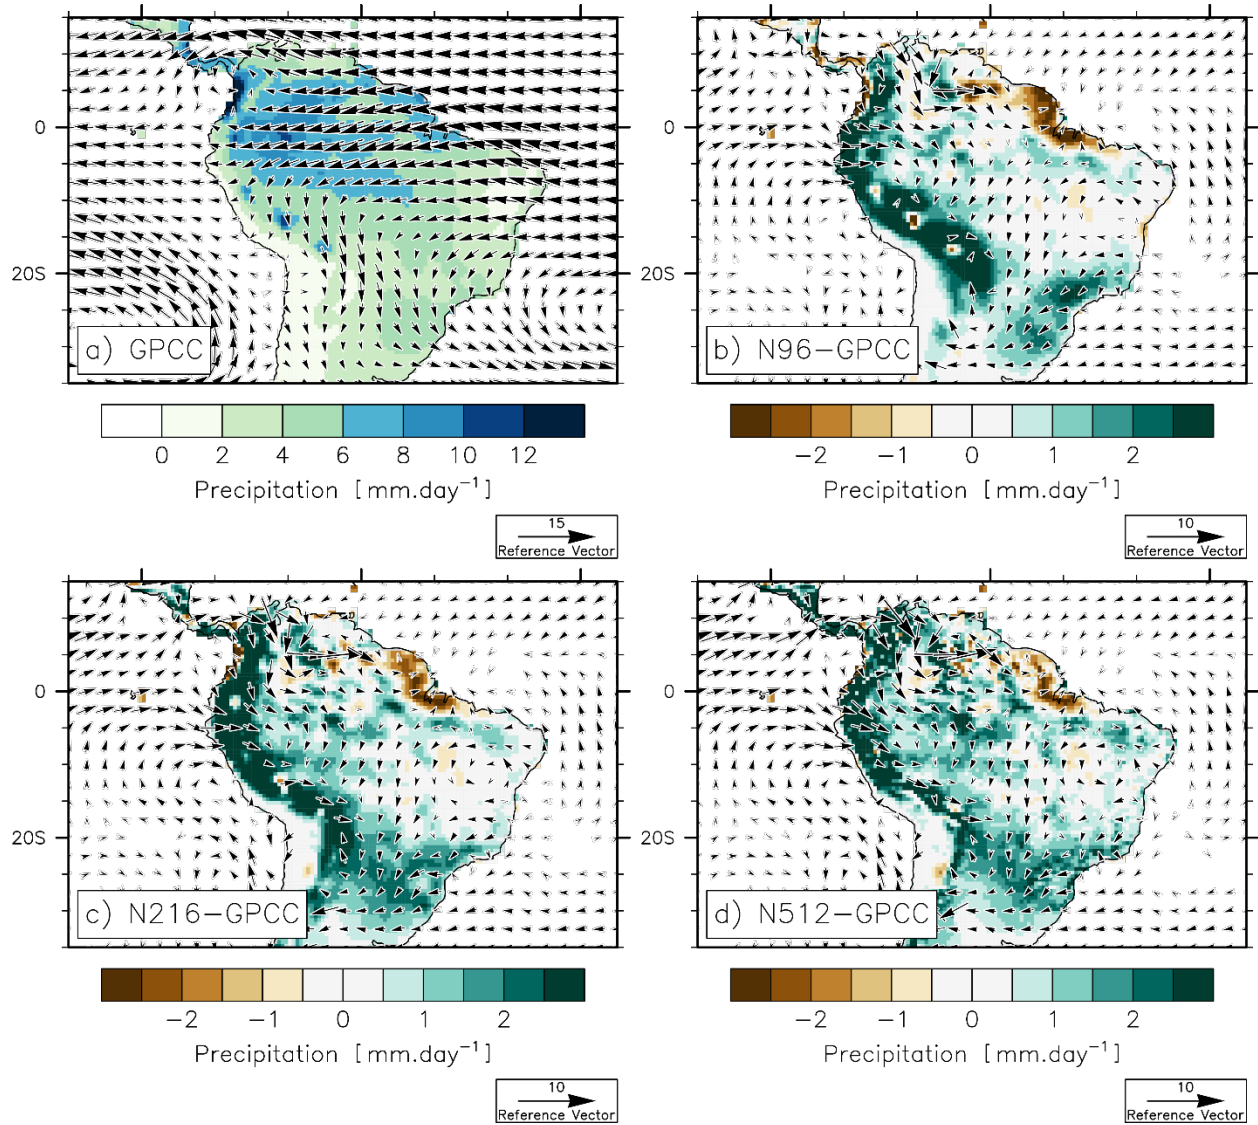 0
20S
a) GPCC
0 2 4 6 8 10 12
Precipitation [mm.day⁻¹]
15
Reference Vector
b) N96−GPCC
−2 −1 0 1 2
Precipitation [mm.day⁻¹]
10
Reference Vector
0
20S
c) N216−GPCC
−2 −1 0 1 2
Precipitation [mm.day⁻¹]
10
Reference Vector
0
20S
d) N512−GPCC
−2 −1 0 1 2
Precipitation [mm.day⁻¹]
10
Reference Vector